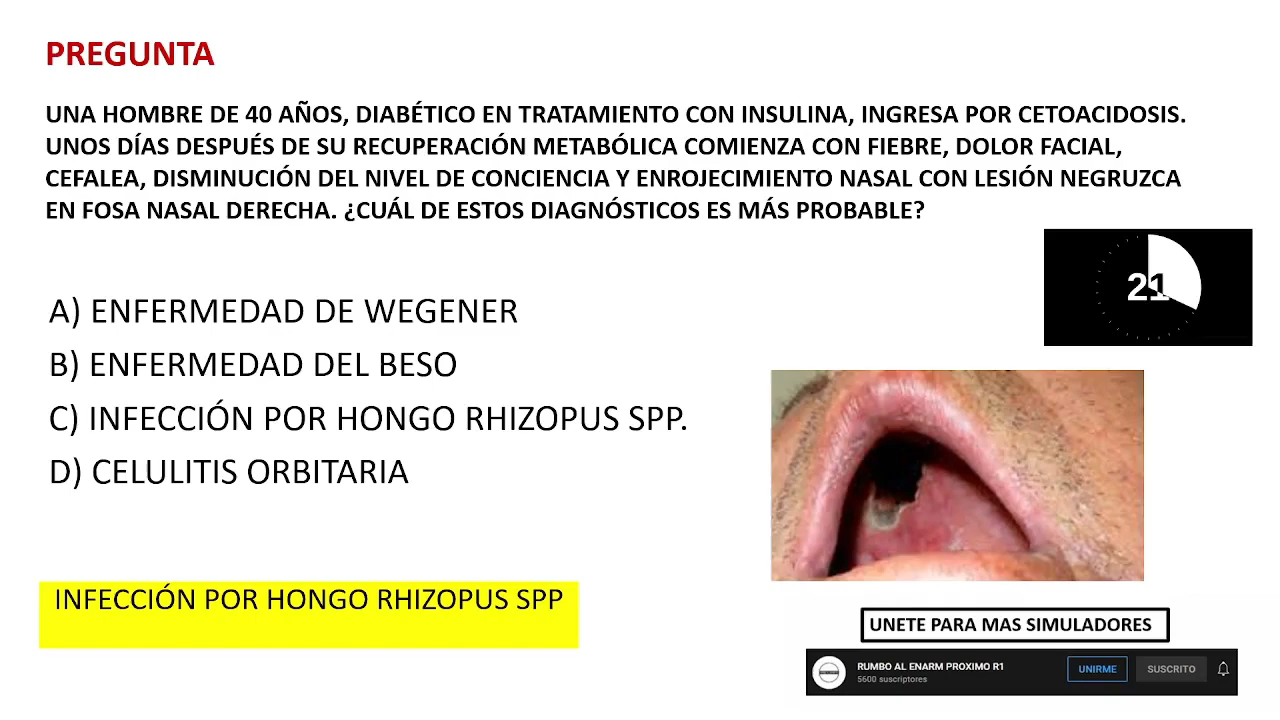 PREGUNTA
UNA HOMBRE DE 40 AÑOS, DIABÉTICO EN TRATAMIENTO CON INSULINA, INGRESA POR CETOACIDOSIS.
UNOS DÍAS DESPUÉS DE SU RECUPERACIÓN METABÓLICA COMIENZA CON FIEBRE, DOLOR FACIAL,
CEFALEA, DISMINUCIÓN DEL NIVEL DE CONCIENCIA Y ENROJECIMIENTO NASAL CON LESIÓN NEGRUZCA
EN FOSA NASAL DERECHA. ¿CUÁL DE ESTOS DIAGNÓSTICOS ES MÁS PROBABLE?
21
A) ENFERMEDAD DE WEGENER
B) ENFERMEDAD DEL BESO
C) INFECCIÓN POR HONGO RHIZOPUS SPP.
D) CELULITIS ORBITARIA
INFECCIÓN POR HONGO RHIZOPUS SPP
UNETE PARA MAS SIMULADORES
RUMBO AL ENARM PROXIMO R1
5600 suscriptores
UNIRME
SUSCRITO